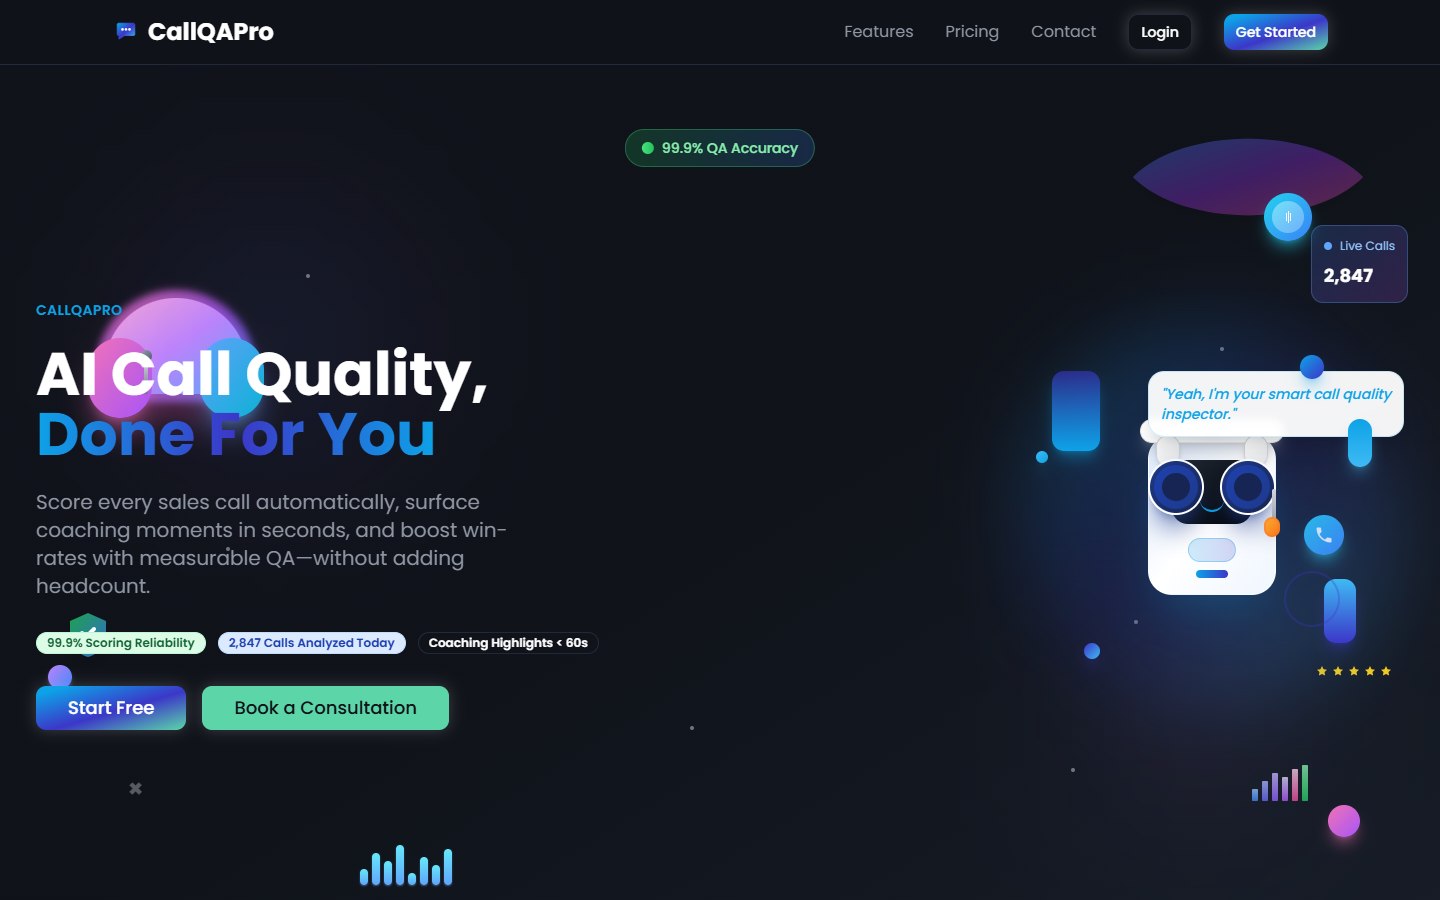 CallQAPro
Features
Pricing
Contact
Login
Get Started
99.9% QA Accuracy
Live Calls
2,847
CALLQAPRO
AI Call Quality,
Done For You
Score every sales call automatically, surface
coaching moments in seconds, and boost win-
rates with measurable QA—without adding
headcount.
"Yeah, I'm your smart call quality
inspector."
99.9% Scoring Reliability
2,847 Calls Analyzed Today
Coaching Highlights < 60s
Start Free
Book a Consultation